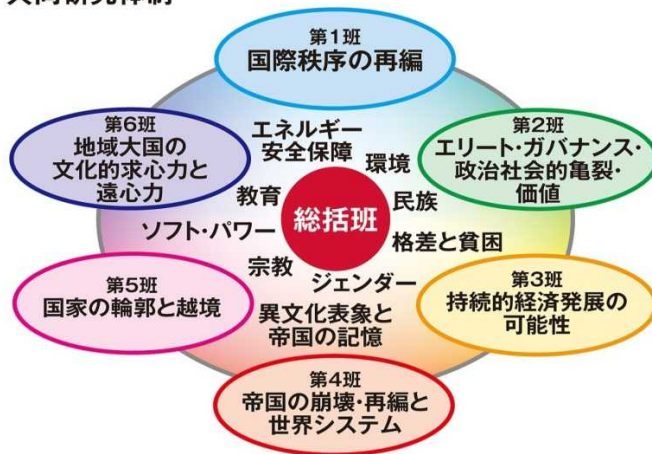 共同研究体制
第1班
国際秩序の再編
第6班
地域大国の
文化的求心力と
遠心力
第2班
エリート・ガバナンス・
政治社会的亀裂・
価値
エネルギー
安全保障
環境
教育
民族
総括班
ソフト・パワー
格差と貧困
宗教
ジェンダー
異文化表象と
帝国の記憶
第5班
国家の輪郭と越境
第3班
持続的経済発展の
可能性
第4班
帝国の崩壊・再編と
世界システム